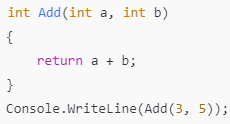 int Add(int a, int b)
{
    return a + b;
}
Console.WriteLine(Add(3, 5));